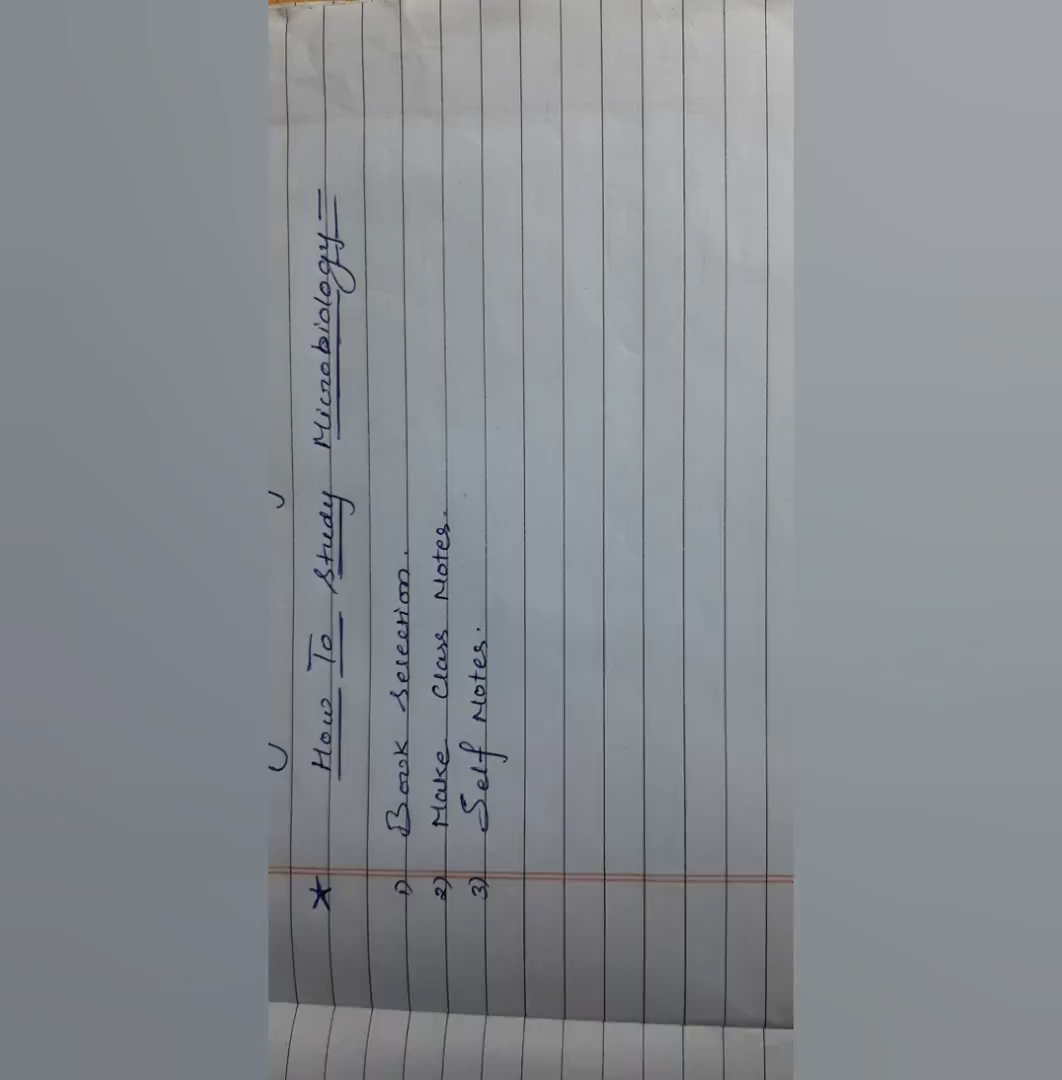 ★ How To Study Microbiology =
1) Book selection.
2) Make Class Notes.
3) Self Notes.